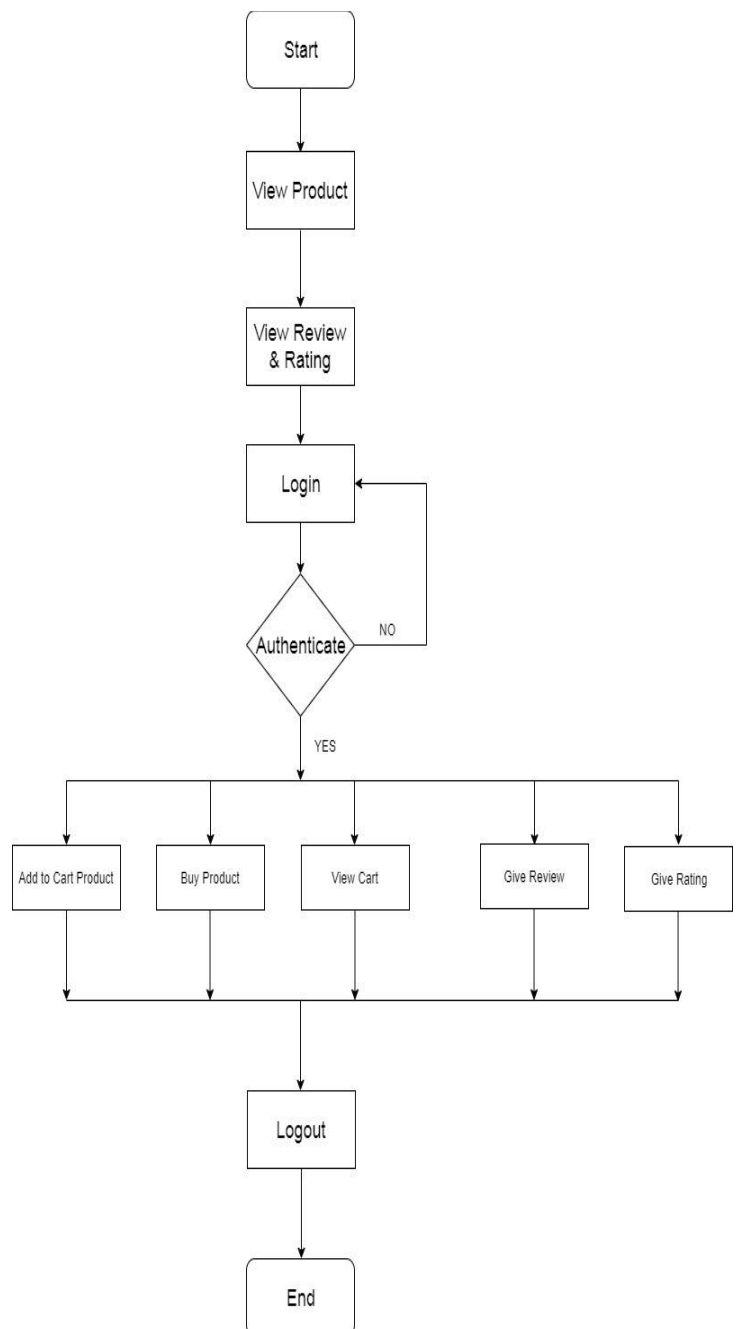 Start
View Product
View Review
& Rating
Login
Authenticate
NO
YES
Add to Cart Product
Buy Product
View Cart
Give Review
Give Rating
Logout
End